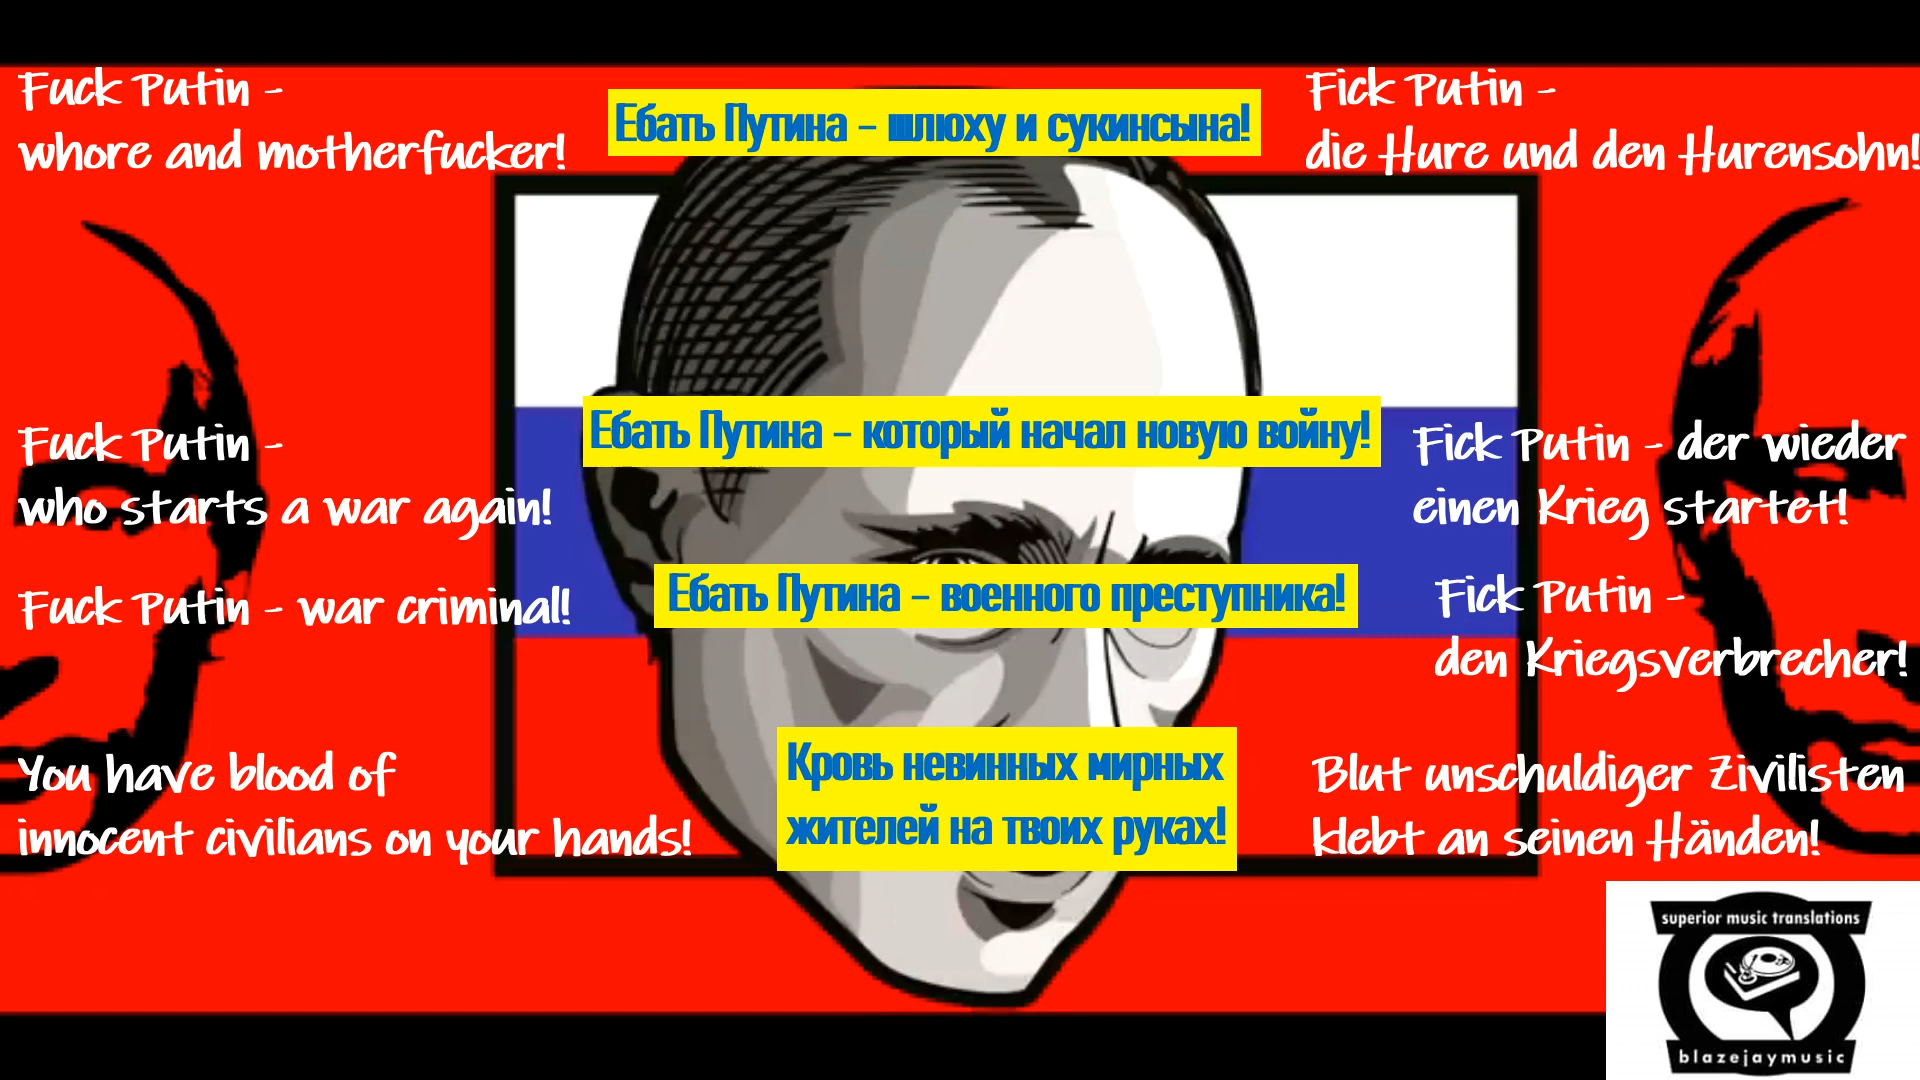 Fuck Putin -
whore and motherfucker!
Ебать Путина - шлюху и сукинсына!
Fick Putin -
die Hure und den Hurensohn!
Fuck Putin -
who starts a war again!
Ебать Путина - который начал новую войну!
Fick Putin - der wieder
einen Krieg startet!
Fuck Putin - war criminal!
Ебать Путина - военного преступника!
Fick Putin -
den Kriegsverbrecher!
You have blood of
innocent civilians on your hands!
Кровь невинных мирных
жителей на твоих руках!
Blut unschuldiger Zivilisten
klebt an seinen Händen!
superior music translations
blazejaymusic